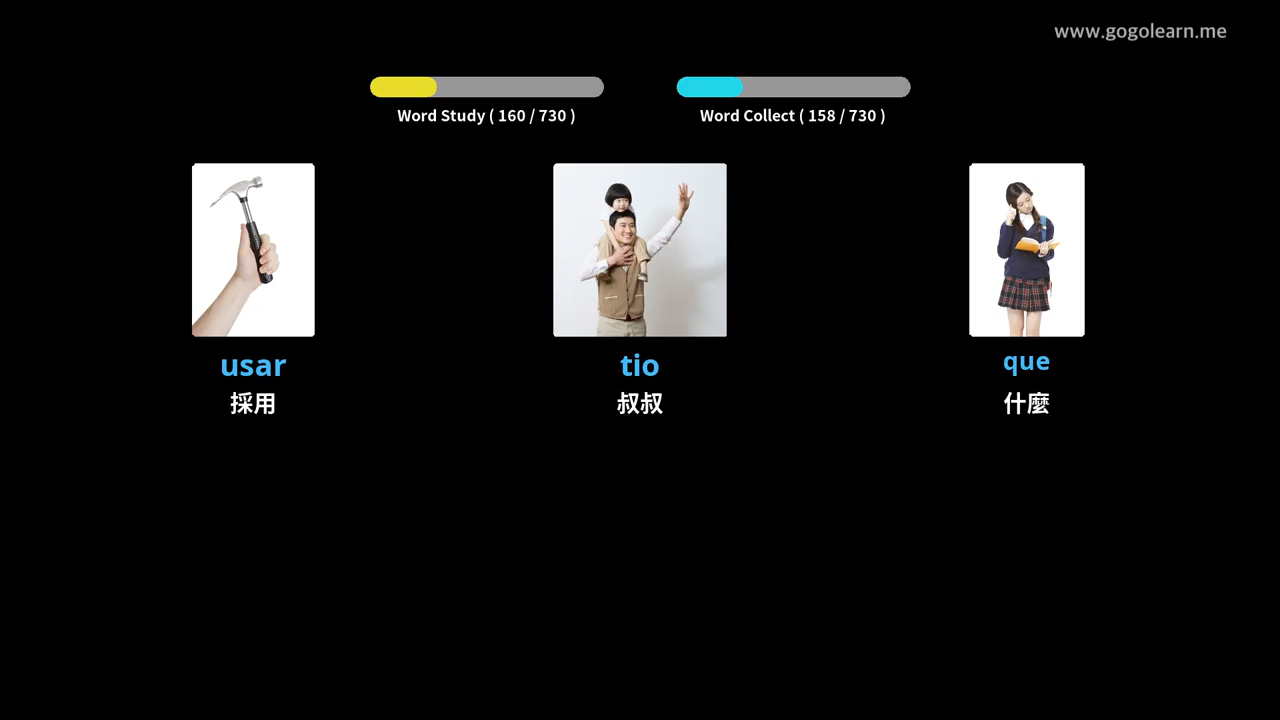 www.gogolearn.me
Word Study ( 160 / 730 )
Word Collect ( 158 / 730 )
usar
採用
tio
叔叔
que
什麼